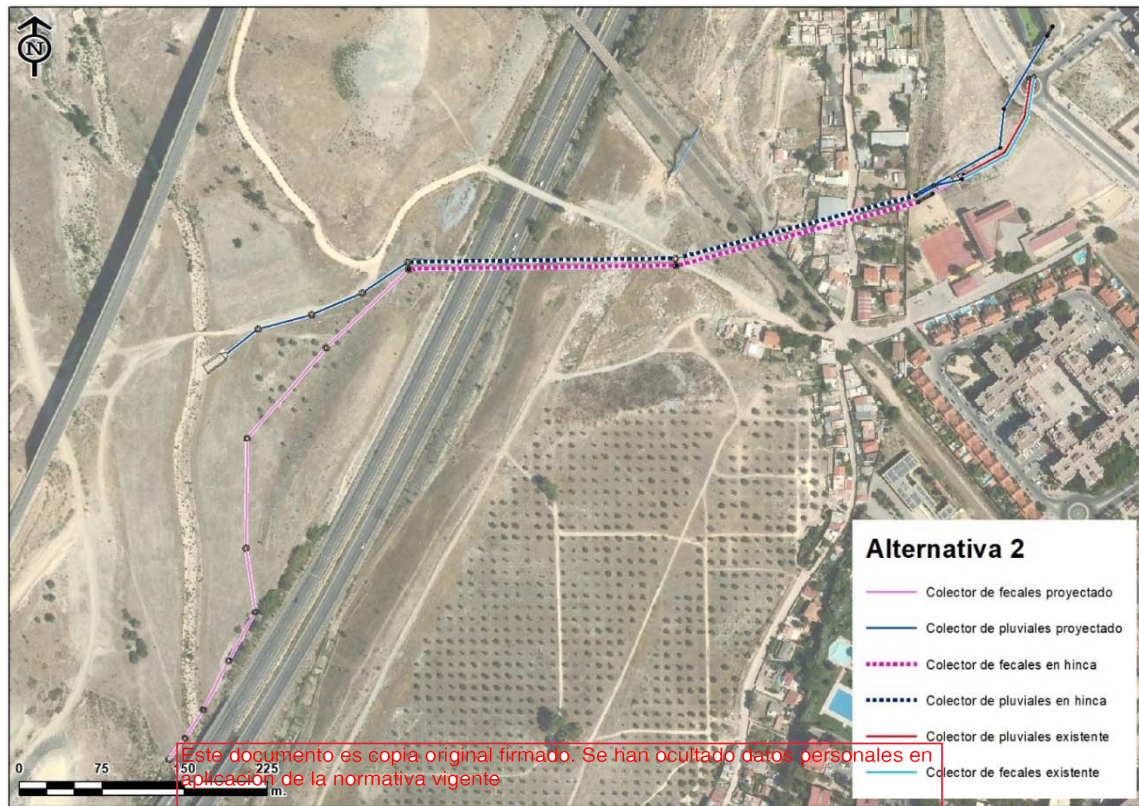 N
Alternativa 2
Colector de fecales proyectado
Colector de pluviales proyectado
Colector de fecales en hinca
Colector de pluviales en hinca
Colector de pluviales existente
Colector de fecales existente
Este documento es copia original firmado. Se han ocultado datos personales en
aplicación de la normativa vigente
0 75 50 225
m.